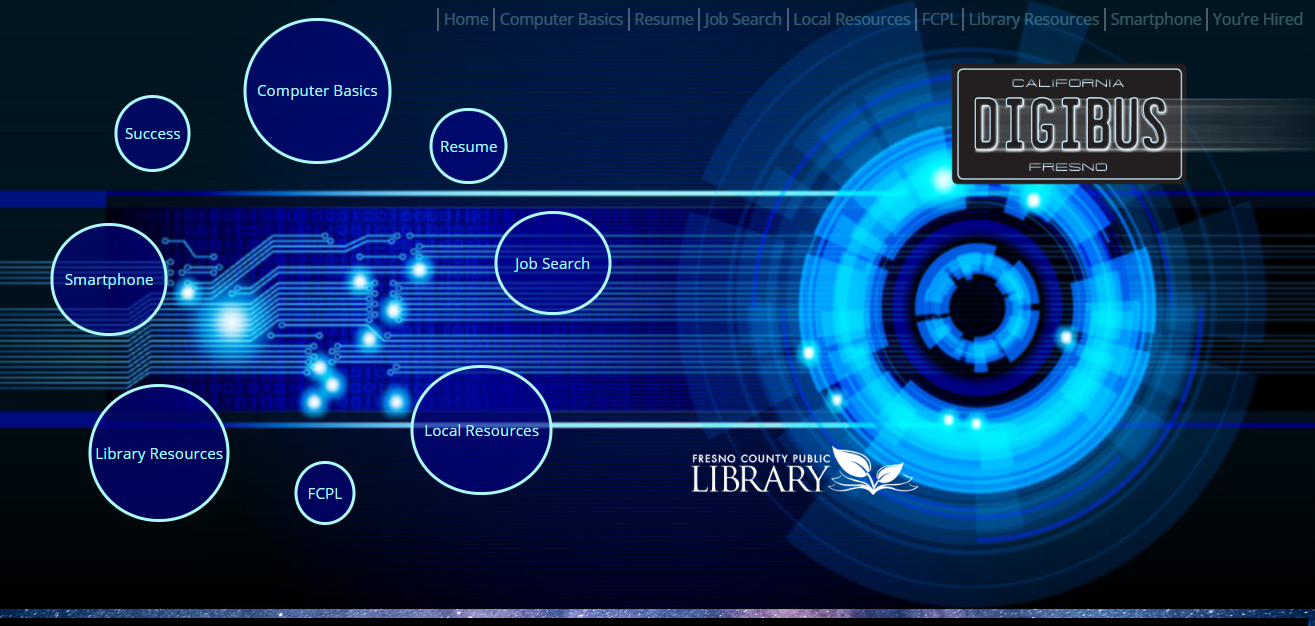 | Home | Computer Basics | Resume | Job Search | Local Resources | FCPL | Library Resources | Smartphone | You’re Hired
Computer Basics
Success
Resume
Job Search
Smartphone
Local Resources
Library Resources
FCPL
CALIFORNIA
DIGIBUS
FRESNO
FRESNO COUNTY PUBLIC
LIBRARY